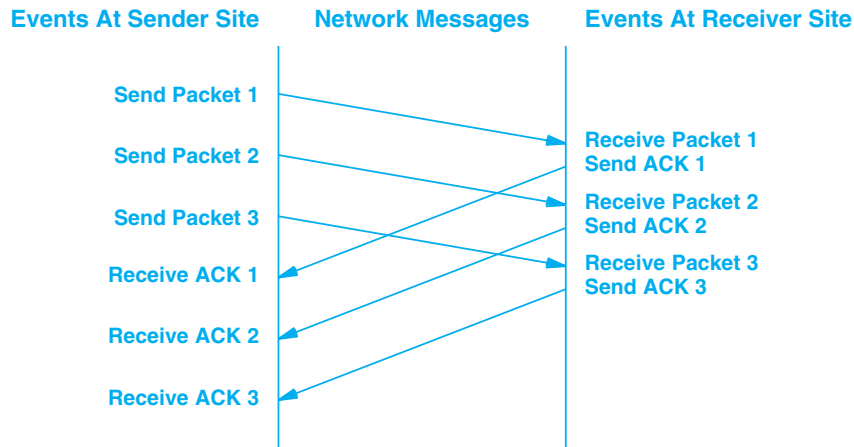 Events At Sender Site
Network Messages
Events At Receiver Site
Send Packet 1
Receive Packet 1
Send Packet 2
Send ACK 1
Receive Packet 2
Send Packet 3
Send ACK 2
Receive Packet 3
Receive ACK 1
Send ACK 3
Receive ACK 2
Receive ACK 3